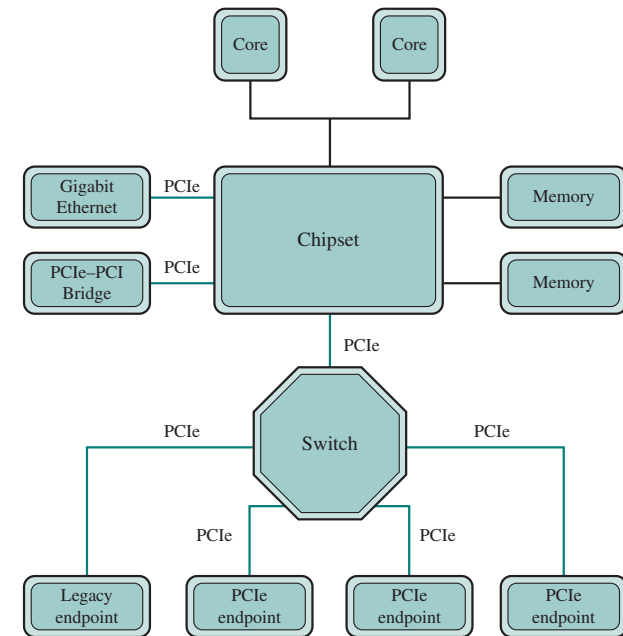 Core
Core
Gigabit
Ethernet
PCIe
Chipset
Memory
PCIe–PCI
Bridge
PCIe
Memory
PCIe
PCIe
Switch
PCIe
PCIe
PCIe
Legacy
endpoint
PCIe
endpoint
PCIe
endpoint
PCIe
endpoint